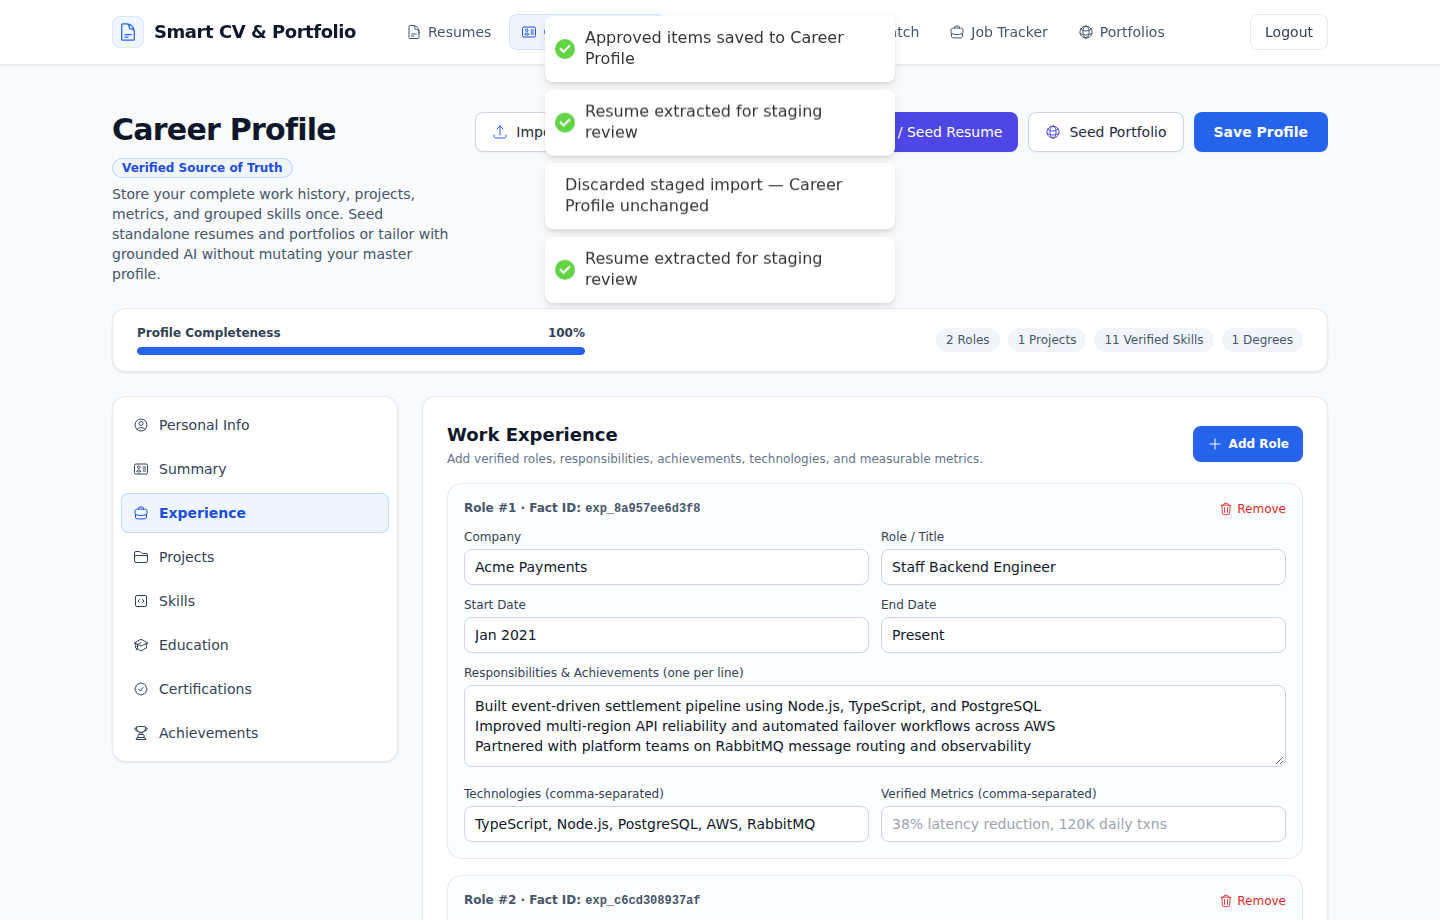 Smart CV & Portfolio
Resumes
Job Tracker
Portfolios
Logout
Approved items saved to Career
Profile
Resume extracted for staging
review
Discarded staged import — Career
Profile unchanged
Resume extracted for staging
review
Career Profile
/ Seed Resume
Seed Portfolio
Save Profile
Verified Source of Truth
Store your complete work history, projects,
metrics, and grouped skills once. Seed
standalone resumes and portfolios or tailor with
grounded AI without mutating your master
profile.
Profile Completeness
100%
2 Roles
1 Projects
11 Verified Skills
1 Degrees
Personal Info
Summary
Experience
Projects
Skills
Education
Certifications
Achievements
Work Experience
Add verified roles, responsibilities, achievements, technologies, and measurable metrics.
Add Role
Role #1 · Fact ID: exp_8a957ee6d3f8
Remove
Company
Role / Title
Acme Payments
Staff Backend Engineer
Start Date
End Date
Jan 2021
Present
Responsibilities & Achievements (one per line)
Built event-driven settlement pipeline using Node.js, TypeScript, and PostgreSQL
Improved multi-region API reliability and automated failover workflows across AWS
Partnered with platform teams on RabbitMQ message routing and observability
Technologies (comma-separated)
Verified Metrics (comma-separated)
TypeScript, Node.js, PostgreSQL, AWS, RabbitMQ
38% latency reduction, 120K daily txns
Role #2 · Fact ID: exp_c6cd308937af
Remove